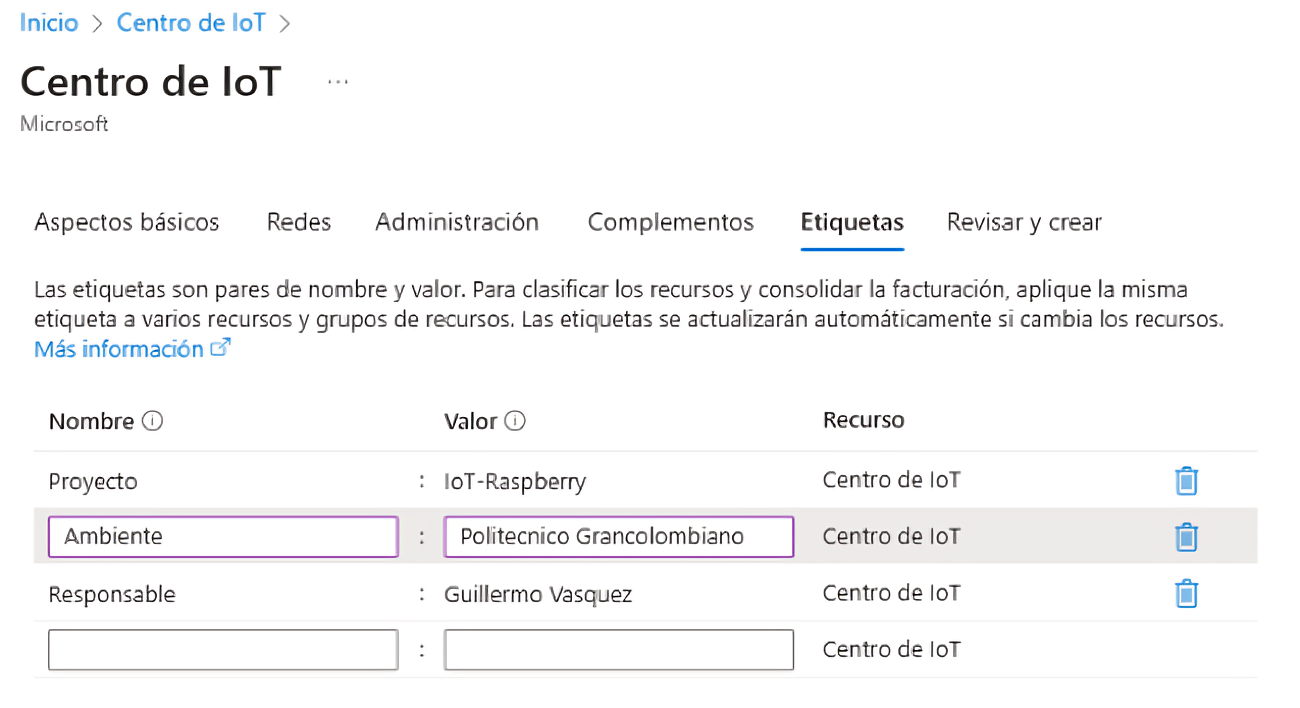 Inicio > Centro de IoT >
Centro de IoT ...
Microsoft
Aspectos básicos Redes Administración Complementos Etiquetas Revisar y crear
Las etiquetas son pares de nombre y valor. Para clasificar los recursos y consolidar la facturación, aplique la misma
etiqueta a varios recursos y grupos de recursos. Las etiquetas se actualizarán automáticamente si cambia los recursos.
Más información
Nombre Valor Recurso
Proyecto : IoT-Raspberry Centro de IoT
Ambiente : Politecnico Grancolombiano Centro de IoT
Responsable : Guillermo Vasquez Centro de IoT
: Centro de IoT